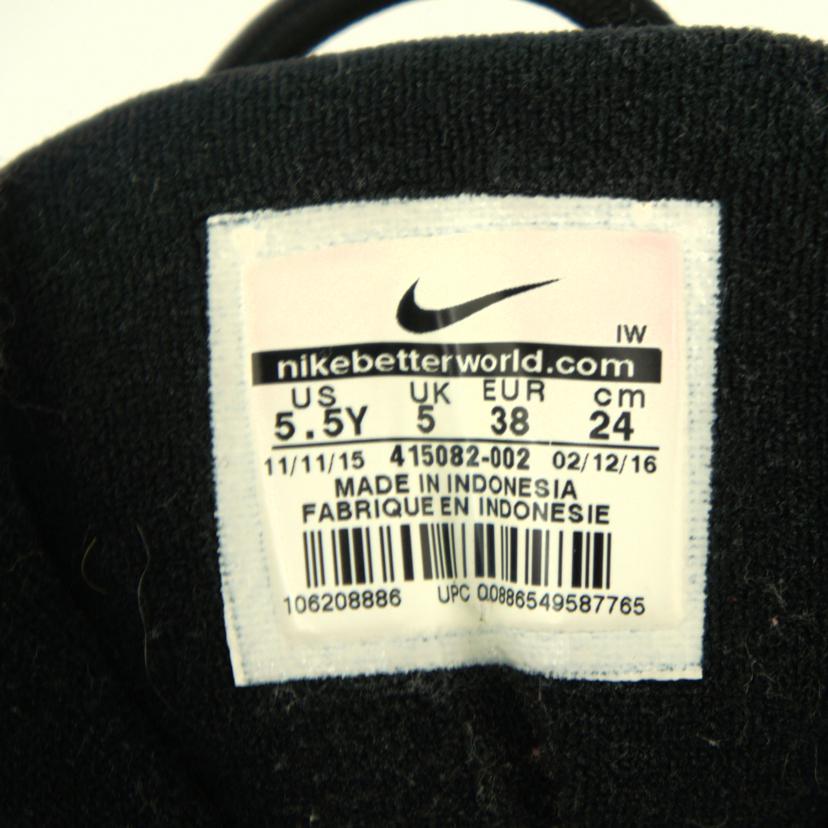 IW
nikebetterworld.com
US UK EUR cm
5.5Y 5 38 24
11/11/15 415082-002 02/12/16
MADE IN INDONESIA
FABRIQUE EN INDONESIE
106208886 UPC 00886549587765